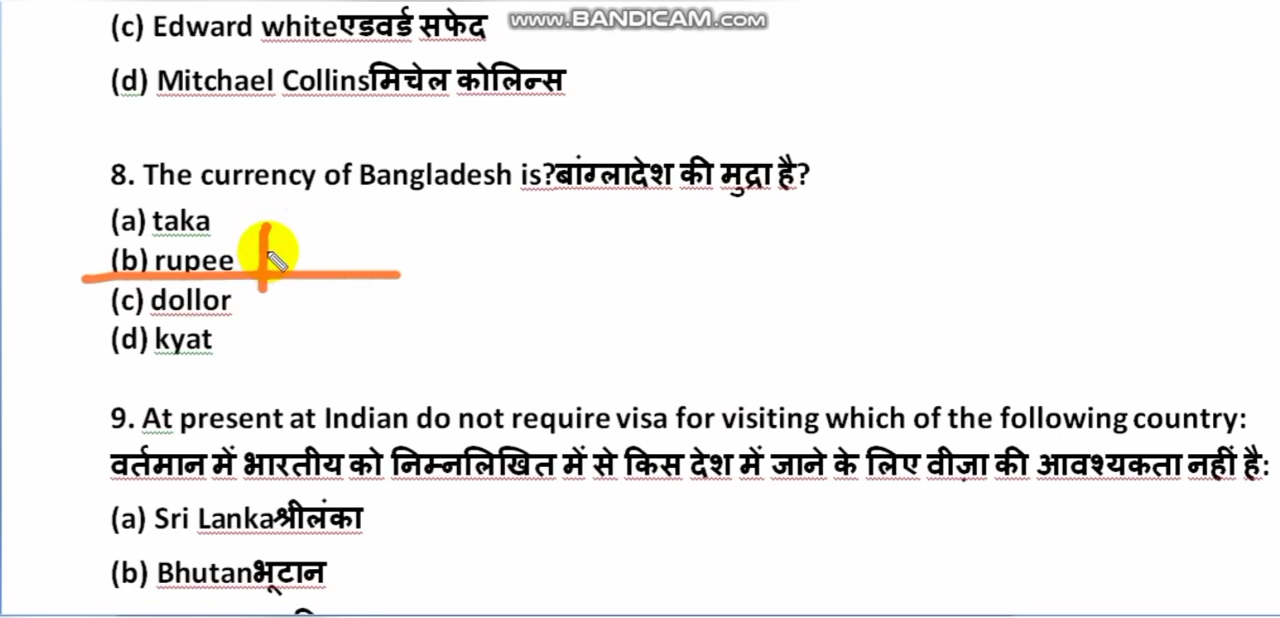 (c) Edward whiteएडवर्ड सफेद
www.BANDICAM.com
(d) Mitchael Collinsमिचेल कोलिन्स
8. The currency of Bangladesh is?बांग्लादेश की मुद्रा है?
(a) taka
(b) rupee
(c) dollor
(d) kyat
9. At present at Indian do not require visa for visiting which of the following country:
वर्तमान में भारतीय को निम्नलिखित में से किस देश में जाने के लिए वीज़ा की आवश्यकता नहीं है:
(a) Sri Lankaश्रीलंका
(b) Bhutanभूटान